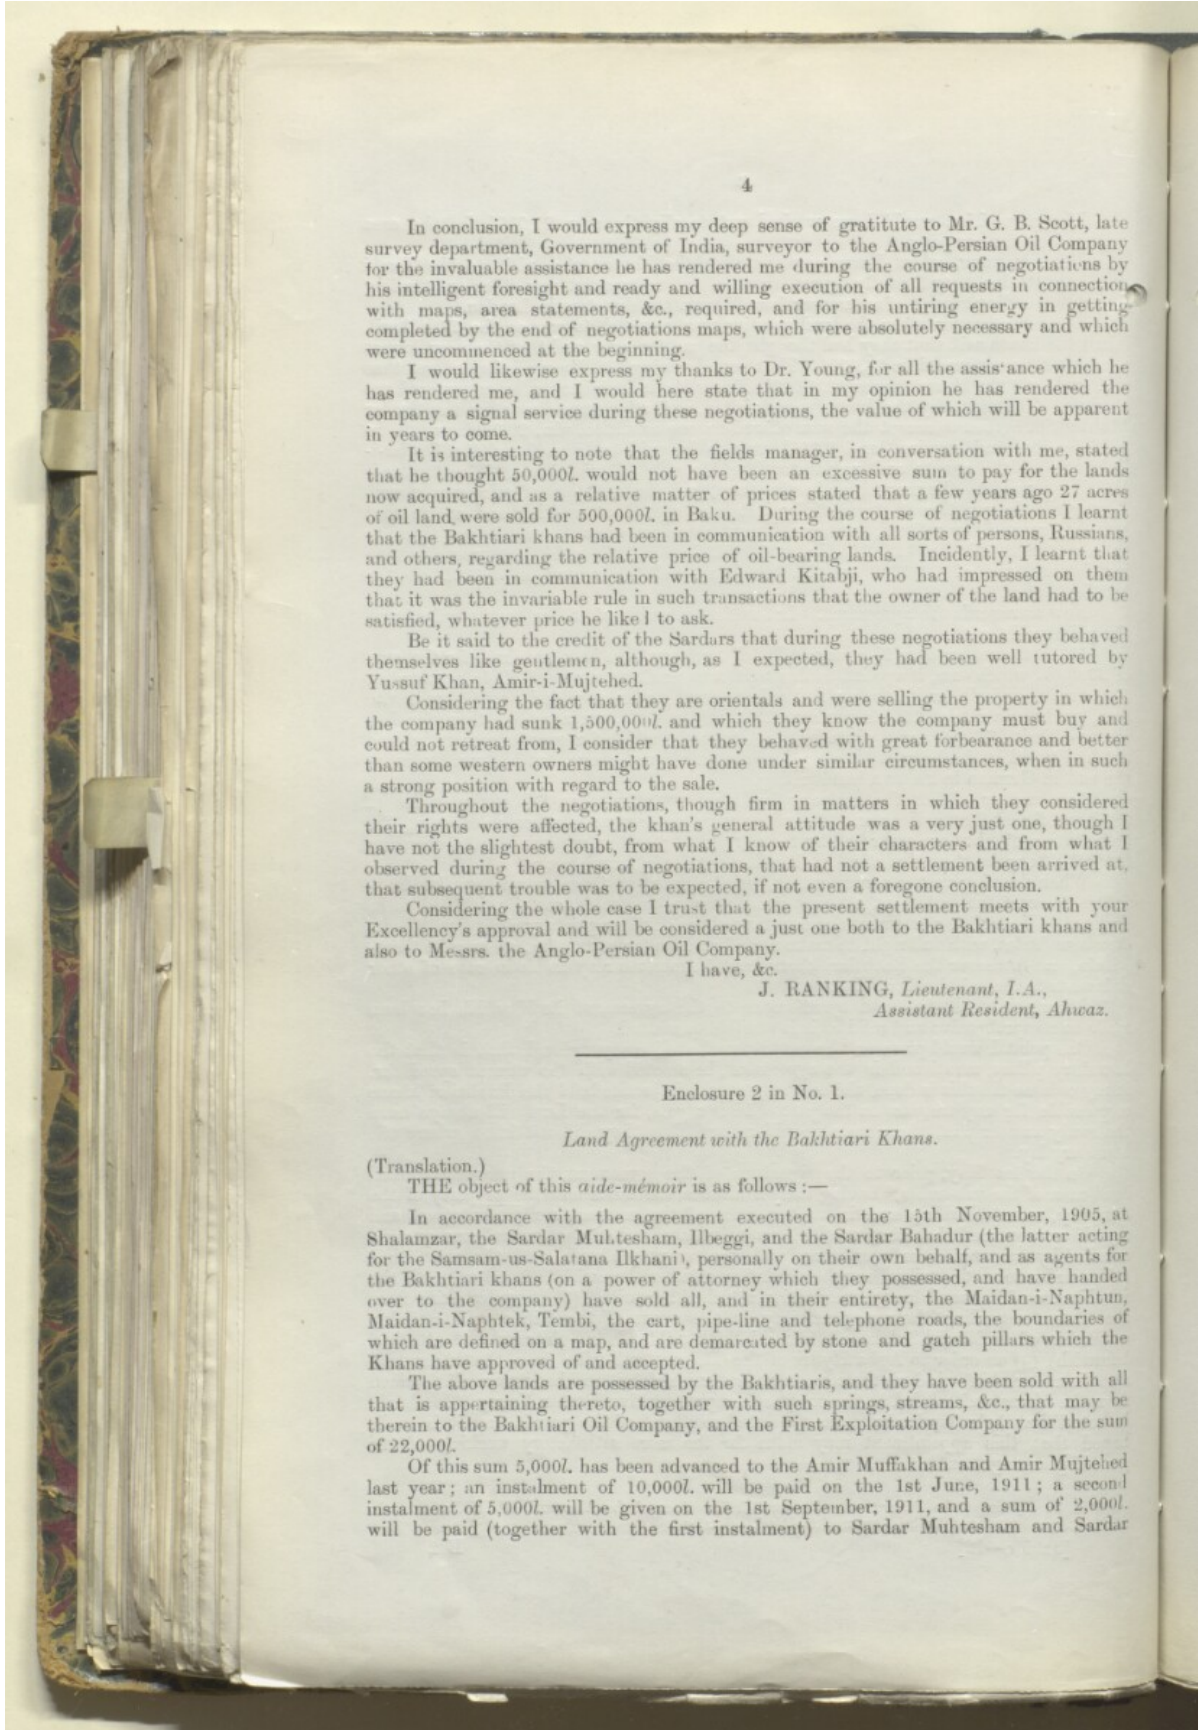 4
In conclusion, I would express my deep sense of gratitute to Mr. G. B. Scott, late
survey department, Government of India, surveyor to the Anglo-Persian Oil Company
for the invaluable assistance he has rendered me during the course of negotiations by
his intelligent foresight and ready and willing execution of all requests in connection
with maps, area statements, &c., required, and for his untiring energy in getting
completed by the end of negotiations maps, which were absolutely necessary and which
were uncommenced at the beginning.
I would likewise express my thanks to Dr. Young, for all the assistance which he
has rendered me, and I would here state that in my opinion he has rendered the
company a signal service during these negotiations, the value of which will be apparent
in years to come.
It is interesting to note that the fields manager, in conversation with me, stated
that he thought 50,000l. would not have been an excessive sum to pay for the lands
now acquired, and as a relative matter of prices stated that a few years ago 27 acres
of oil land were sold for 500,000l. in Baku. During the course of negotiations I learnt
that the Bakhtiari khans had been in communication with all sorts of persons, Russians,
and others, regarding the relative price of oil-bearing lands. Incidently, I learnt that
they had been in communication with Edward Kitabji, who had impressed on them
that it was the invariable rule in such transactions that the owner of the land had to be
satisfied, whatever price he liked to ask.
Be it said to the credit of the Sardars that during these negotiations they behaved
themselves like gentlemen, although, as I expected, they had been well tutored by
Yussuf Khan, Amir-i-Mujtehed.
Considering the fact that they are orientals and were selling the property in which
the company had sunk 1,500,000l. and which they know the company must buy and
could not retreat from, I consider that they behaved with great forbearance and better
than some western owners might have done under similar circumstances, when in such
a strong position with regard to the sale.
Throughout the negotiations, though firm in matters in which they considered
their rights were affected, the khan's general attitude was a very just one, though I
have not the slightest doubt, from what I know of their characters and from what I
observed during the course of negotiations, that had not a settlement been arrived at,
that subsequent trouble was to be expected, if not even a foregone conclusion.
Considering the whole case I trust that the present settlement meets with your
Excellency's approval and will be considered a just one both to the Bakhtiari khans and
also to Messrs. the Anglo-Persian Oil Company.
I have, &c.
J. RANKING, Lieutenant, I.A.,
Assistant Resident, Ahwaz.
Enclosure 2 in No. 1.
Land Agreement with the Bakhtiari Khans.
(Translation.)
THE object of this aide-mémoir is as follows :—
In accordance with the agreement executed on the 15th November, 1905, at
Shalamzar, the Sardar Muhtesham, Ilbeggi, and the Sardar Bahadur (the latter acting
for the Samsam-us-Salatana Ilkhani), personally on their own behalf, and as agents for
the Bakhtiari khans (on a power of attorney which they possessed, and have handed
over to the company) have sold all, and in their entirety, the Maidan-i-Naphtun,
Maidan-i-Naphtek, Tembi, the cart, pipe-line and telephone roads, the boundaries of
which are defined on a map, and are demarcated by stone and gatch pillars which the
Khans have approved of and accepted.
The above lands are possessed by the Bakhtiaris, and they have been sold with all
that is appertaining thereto, together with such springs, streams, &c., that may be
therein to the Bakhtiari Oil Company, and the First Exploitation Company for the sum
of 22,000l.
Of this sum 5,000l. has been advanced to the Amir Muffakhan and Amir Mujtehed
last year; an instalment of 10,000l. will be paid on the 1st June, 1911; a second
instalment of 5,000l. will be given on the 1st September, 1911, and a sum of 2,000l.
will be paid (together with the first instalment) to Sardar Muhtesham and Sardar